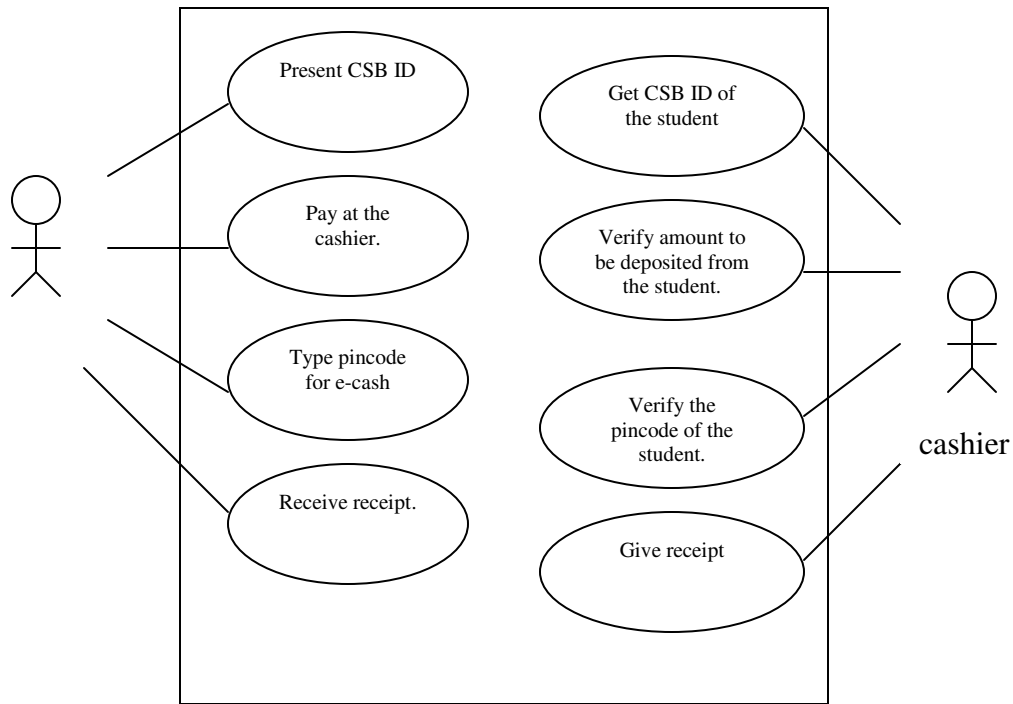 Present CSB ID
Pay at the
cashier.
Type pincode
for e-cash
Receive receipt.
Get CSB ID of
the student
Verify amount to
be deposited from
the student.
Verify the
pincode of the
student.
Give receipt
cashier